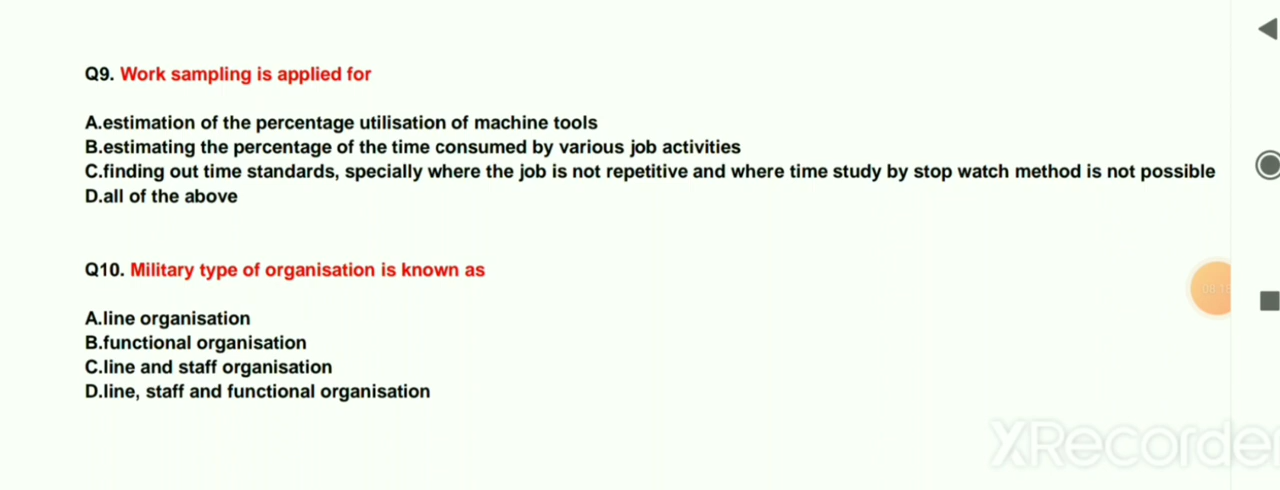 Q9. Work sampling is applied for
A.estimation of the percentage utilisation of machine tools
B.estimating the percentage of the time consumed by various job activities
C.finding out time standards, specially where the job is not repetitive and where time study by stop watch method is not possible
D.all of the above
Q10. Military type of organisation is known as
A.line organisation
B.functional organisation
C.line and staff organisation
D.line, staff and functional organisation
XRecorder